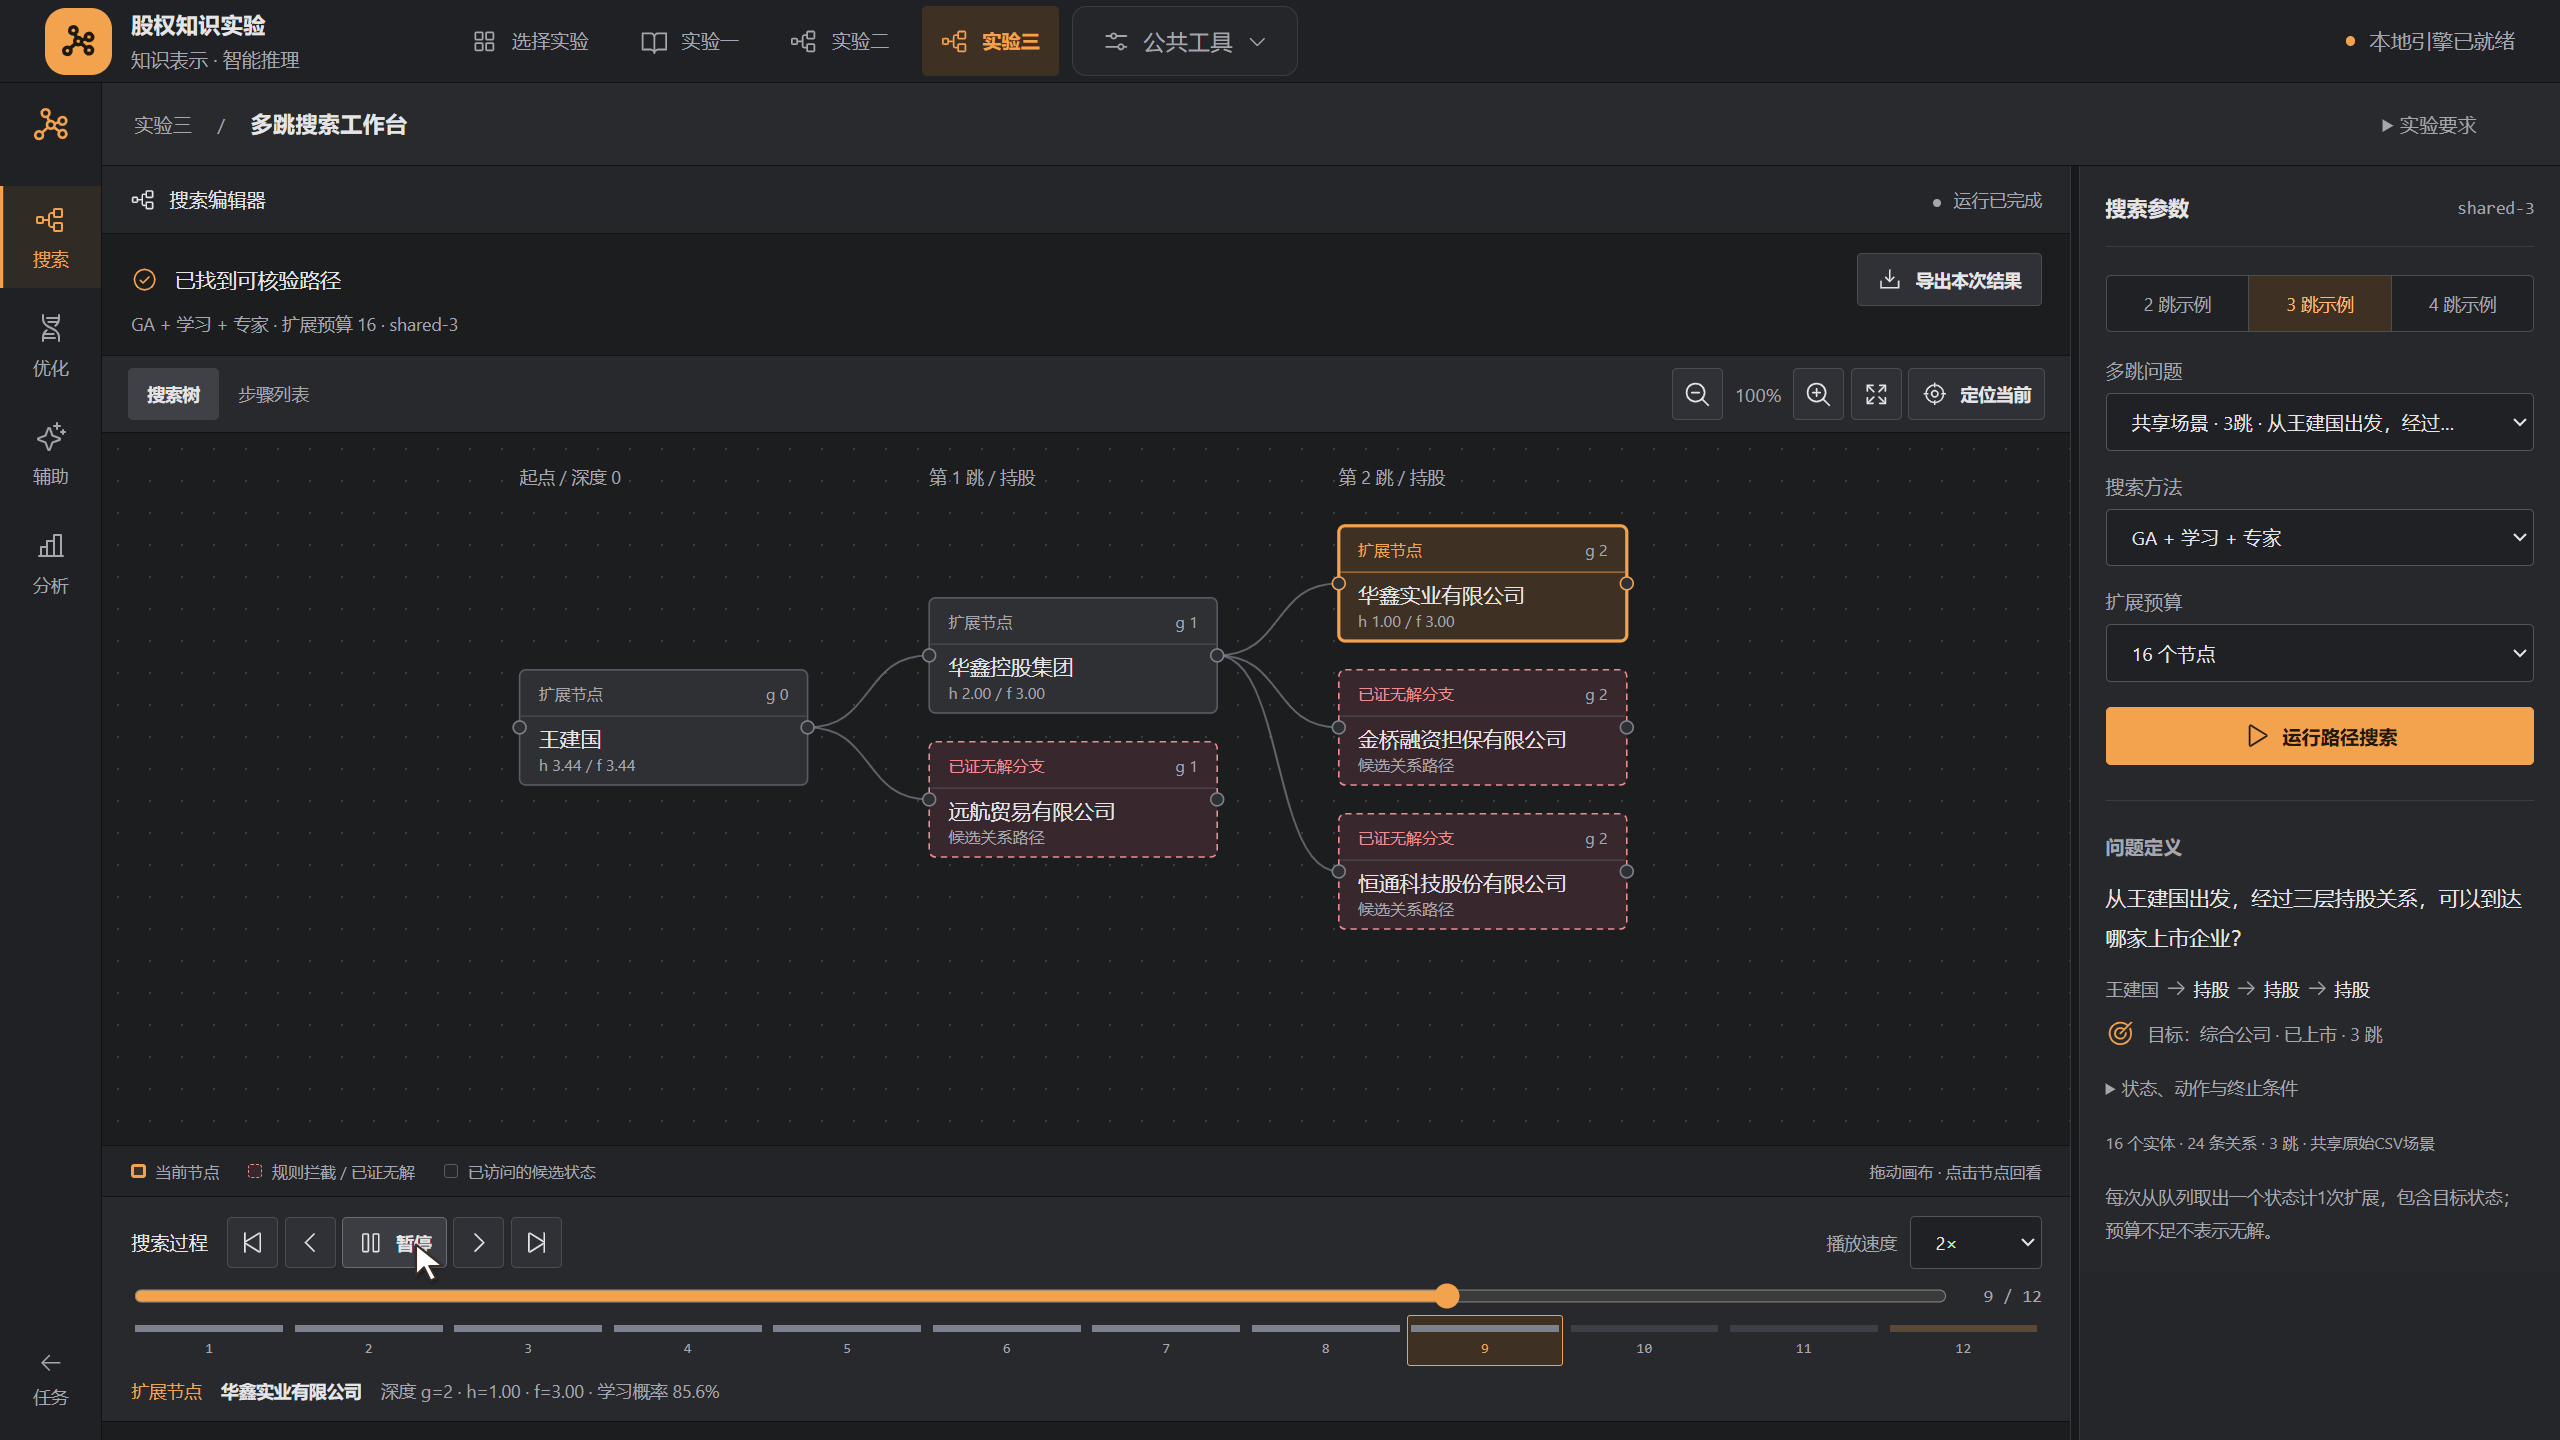 股权知识实验
知识表示 · 智能推理
选择实验
实验一
实验二
实验三
公共工具
本地引擎已就绪
实验三 / 多跳搜索工作台
▶ 实验要求
搜索
优化
辅助
分析
任务
搜索编辑器
运行已完成
已找到可核验路径
GA + 学习 + 专家 · 扩展预算 16 · shared-3
导出本次结果
搜索树
步骤列表
100%
定位当前
起点 / 深度 0
第 1 跳 / 持股
第 2 跳 / 持股
扩展节点 g 0
王建国
h 3.44 / f 3.44
扩展节点 g 1
华鑫控股集团
h 2.00 / f 3.00
已证无解分支 g 1
远航贸易有限公司
候选关系路径
扩展节点 g 2
华鑫实业有限公司
h 1.00 / f 3.00
已证无解分支 g 2
金桥融资担保有限公司
候选关系路径
已证无解分支 g 2
恒通科技股份有限公司
候选关系路径
当前节点
规则拦截 / 已证无解
已访问的候选状态
拖动画布 · 点击节点回看
搜索过程
暂停
播放速度
2×
9 / 12
1 2 3 4 5 6 7 8 9 10 11 12
扩展节点 华鑫实业有限公司 深度 g=2 · h=1.00 · f=3.00 · 学习概率 85.6%
搜索参数
shared-3
2 跳示例
3 跳示例
4 跳示例
多跳问题
共享场景 · 3跳 · 从王建国出发，经过...
搜索方法
GA + 学习 + 专家
扩展预算
16 个节点
运行路径搜索
问题定义
从王建国出发，经过三层持股关系，可以到达
哪家上市企业？
王建国 → 持股 → 持股 → 持股
目标：综合公司 · 已上市 · 3 跳
▶ 状态、动作与终止条件
16 个实体 · 24 条关系 · 3 跳 · 共享原始CSV场景
每次从队列取出一个状态计1次扩展，包含目标状态；
预算不足不表示无解。